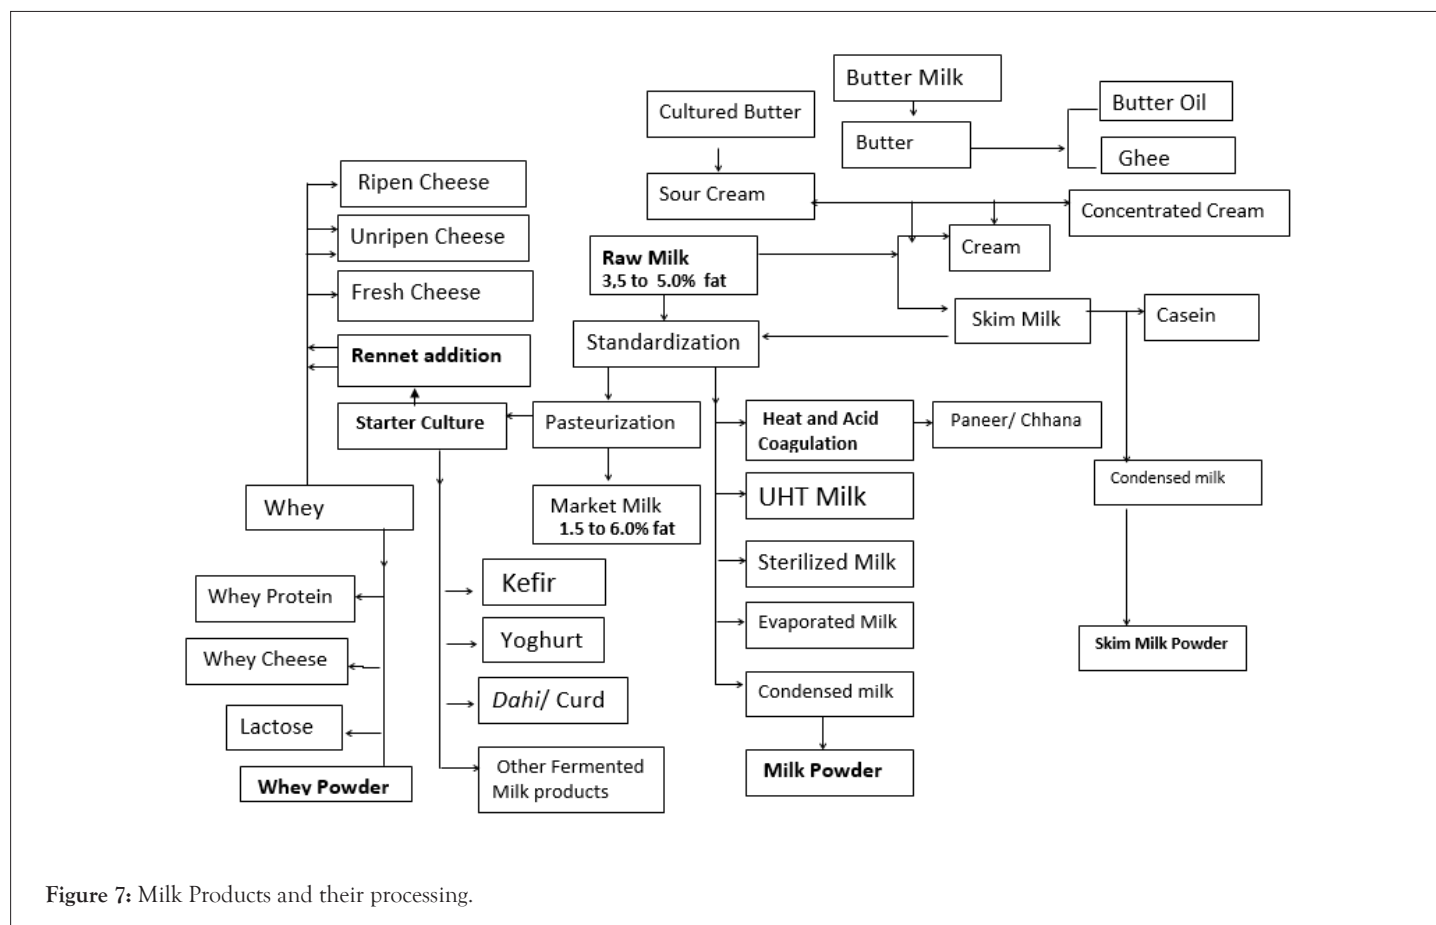 Butter Milk
Butter Oil
Cultured Butter
Butter
Ghee
Ripen Cheese
Sour Cream
Concentrated Cream
Unripen Cheese
Cream
Raw Milk
3,5 to 5.0% fat
Fresh Cheese
Skim Milk
Casein
Standardization
Rennet addition
Starter Culture
Pasteurization
Heat and Acid
Coagulation
Paneer/ Chhana
Condensed milk
Whey
Market Milk
1.5 to 6.0% fat
UHT Milk
Kefir
Sterilized Milk
Whey Protein
Evaporated Milk
Yoghurt
Skim Milk Powder
Whey Cheese
Dahi/ Curd
Condensed milk
Lactose
Other Fermented
Milk products
Milk Powder
Whey Powder
Figure 7: Milk Products and their processing.